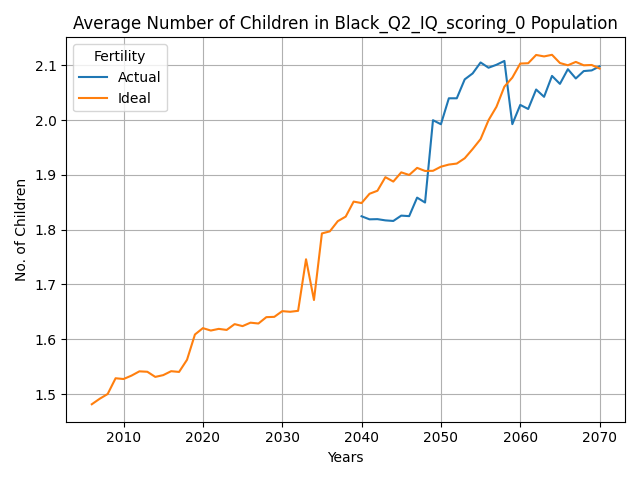 Average Number of Children in Black_Q2_IQ_scoring_0 Population
Fertility
Actual
Ideal
No. of Children
2.1
2.0
1.9
1.8
1.7
1.6
1.5
2010 2020 2030 2040 2050 2060 2070
Years